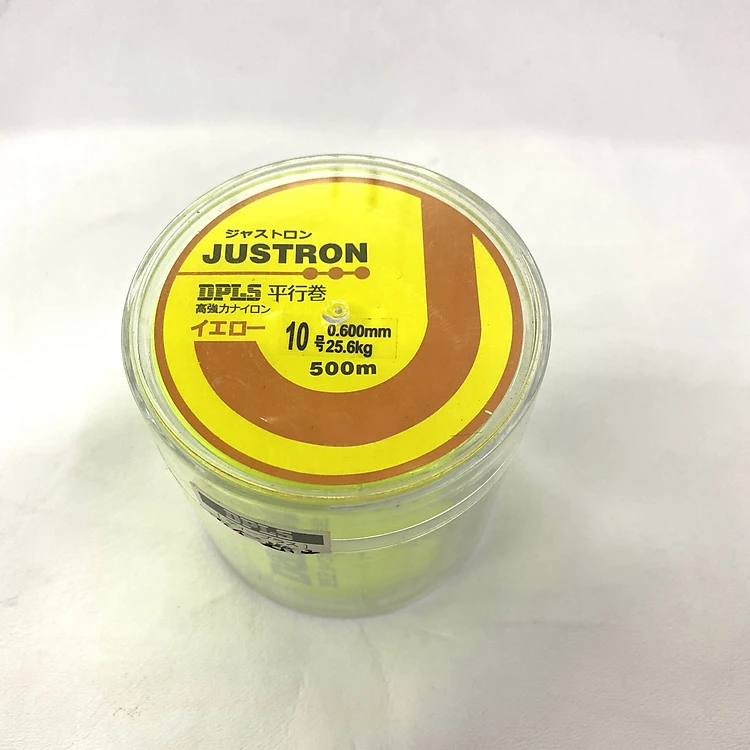 ジャストロン
JUSTRON
DPLS 平行巻
高強力ナイロン
イエロー
10号 0.600mm
25.6kg
500m
DPLS